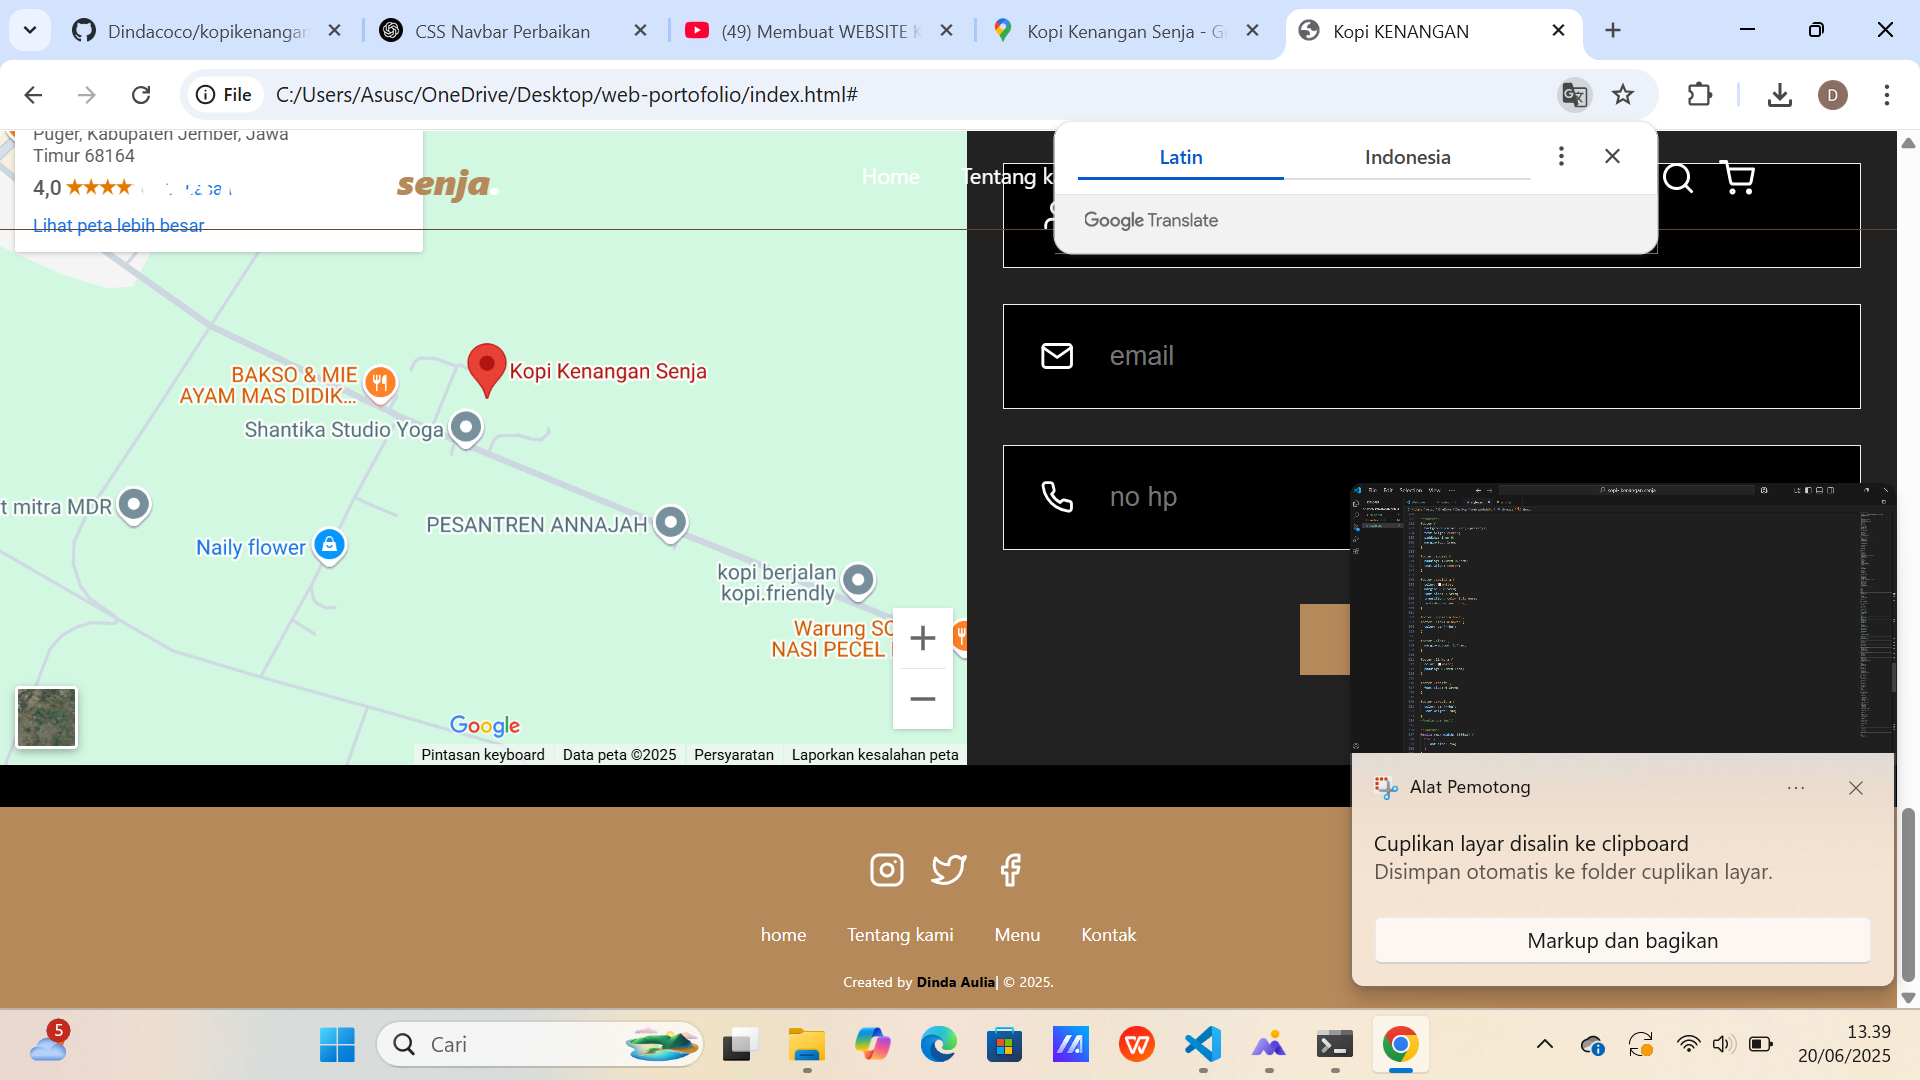 Dindacoco/kopikenangan
CSS Navbar Perbaikan
(49) Membuat WEBSITE K
Kopi Kenangan Senja - G
Kopi KENANGAN
File
C:/Users/Asusc/OneDrive/Desktop/web-portofolio/index.html#
D
Puger, Kabupaten Jember, Jawa
Timur 68164
4,0
Lihat peta lebih besar
senja.
Home
Tentang k
Latin
Indonesia
Google Translate
BAKSO & MIE
AYAM MAS DIDIK...
Kopi Kenangan Senja
Shantika Studio Yoga
t mitra MDR
PESANTREN ANNAJAH
Naily flower
kopi berjalan
kopi.friendly
Warung SC
NASI PECEL
Google
Pintasan keyboard
Data peta ©2025
Persyaratan
Laporkan kesalahan peta
email
no hp
Alat Pemotong
Cuplikan layar disalin ke clipboard
Disimpan otomatis ke folder cuplikan layar.
Markup dan bagikan
home
Tentang kami
Menu
Kontak
Created by Dinda Aulia| © 2025.
5
Cari
13.39
20/06/2025